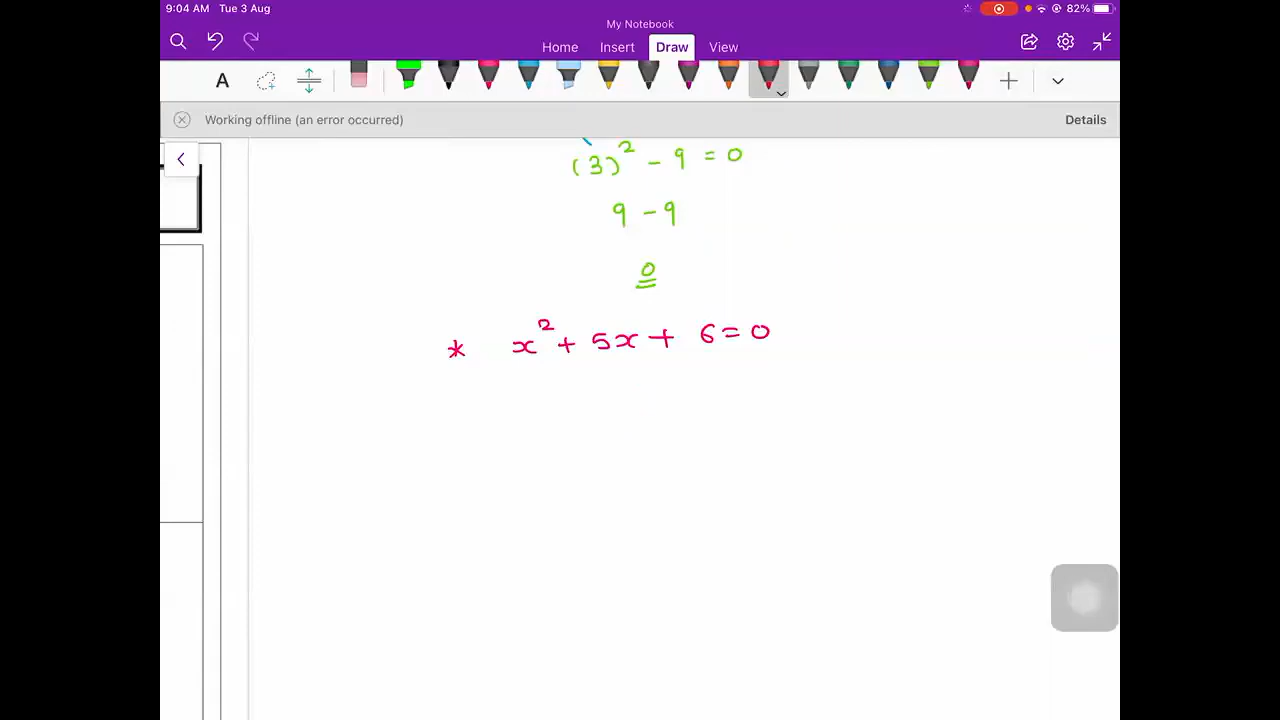 9:04 AM Tue 3 Aug
82%
My Notebook
Home Insert Draw View
A
Working offline (an error occurred)
Details
(3)² - 9 = 0
9 - 9
0
* x² + 5x + 6 = 0